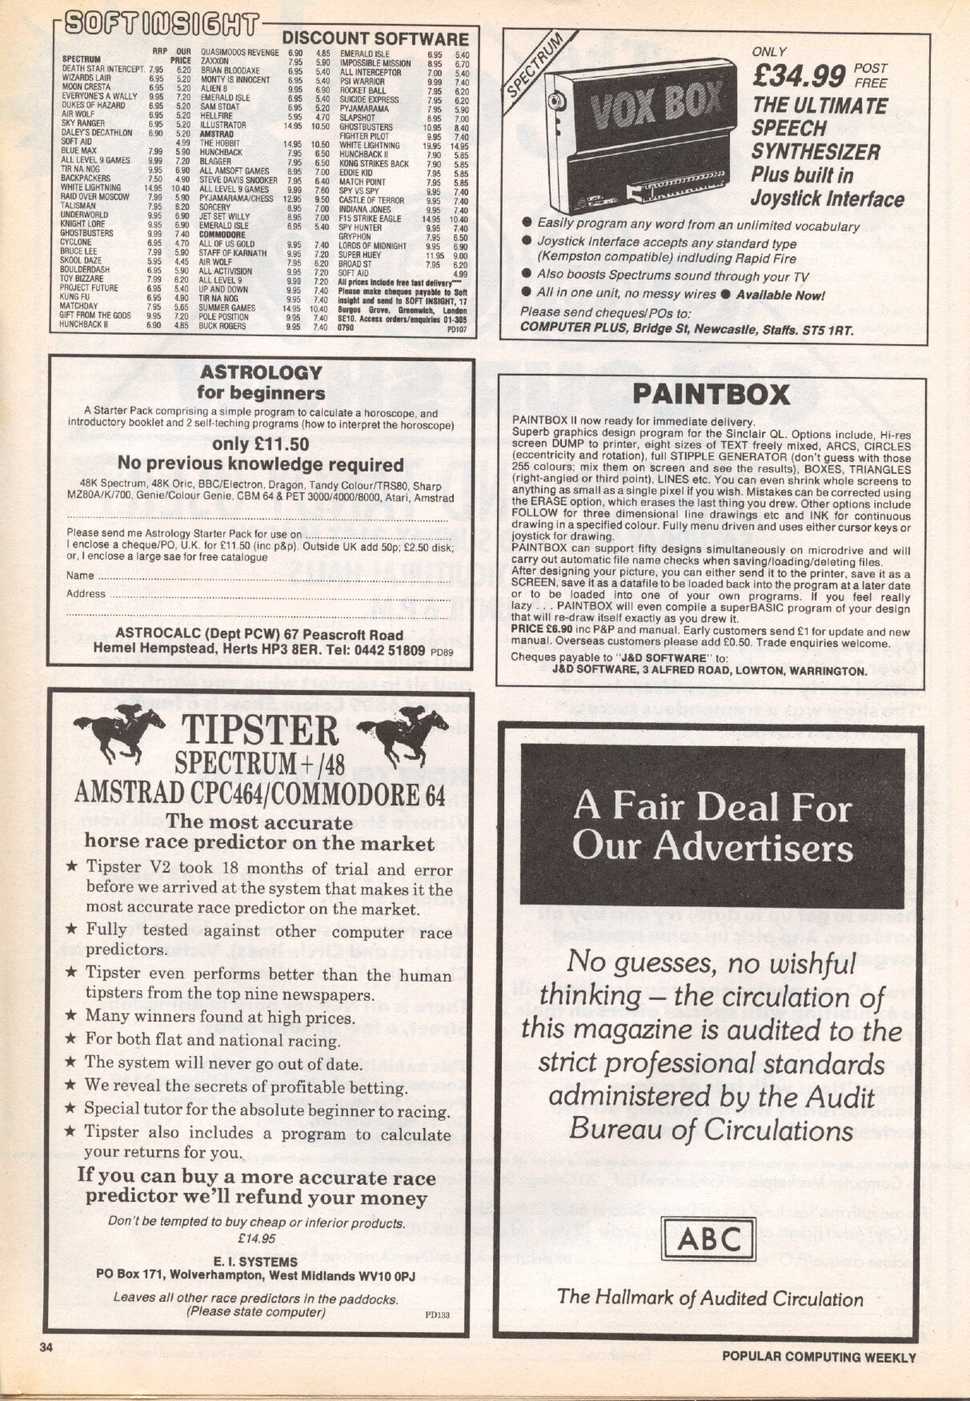 SOFT INSIGHT
DISCOUNT SOFTWARE
RRP OUR
SPECTRUM PRICE
DEATH STAR INTERCEPT. 7.95 6.20
WIZARDS LAIR 6.95 5.20
MOON CRESTA 6.95 5.20
EVERYONE'S A WALLY 9.95 7.20
DUKES OF HAZARD 6.95 5.20
AIR WOLF 6.95 5.20
SKY RANGER 6.95 5.20
DALEY'S DECATHLON 6.90 5.20
SOFT AID 4.99
BLUE MAX 7.99 5.90
ALL LEVEL 9 GAMES 9.99 7.20
TIR NA NOG 9.95 6.90
BACKPACKERS 7.50 4.90
WHITE LIGHTNING 14.95 10.40
RAID OVER MOSCOW 7.99 5.90
TALISMAN 7.95 6.20
UNDERWORLD 9.95 6.90
KNIGHT LORE 9.95 6.90
GHOSTBUSTERS 9.99 7.40
CYCLONE 6.95 4.70
BRUCE LEE 7.99 5.90
SKOOL DAZE 5.95 4.45
BOULDERDASH 6.95 5.90
TOY BIZZARE 7.99 6.20
PROJECT FUTURE 6.95 5.40
KUNG FU 6.95 4.90
MATCHDAY 7.95 5.65
GIFT FROM THE GODS 9.95 7.20
HUNCHBACK II 6.90 4.85
QUASIMODOS REVENGE 6.90 4.85
ZAXXON 7.95 5.90
BRIAN BLOODAXE 6.95 5.40
MONTY IS INNOCENT 6.95 5.40
ALIEN 8 9.95 6.90
EMERALD ISLE 6.95 5.40
SAM STOAT 6.95 5.20
HELLFIRE 5.95 4.70
ILLUSTRATOR 14.95 10.50
AMSTRAD
THE HOBBIT 14.95 10.50
HUNCHBACK 7.95 6.50
BLAGGER 7.95 6.50
ALL AMSOFT GAMES 8.95 7.00
STEVE DAVIS SNOOKER 7.95 6.40
ALL LEVEL 9 GAMES 9.99 7.60
PYJAMARAMA/CHESS 12.95 9.50
SORCERY 8.95 7.00
JET SET WILLY 8.95 7.00
EMERALD ISLE 6.95 5.40
COMMODORE
ALL OF US GOLD 9.95 7.40
STAFF OF KARNATH 9.95 7.20
AIR WOLF 7.95 6.20
ALL ACTIVISION 9.95 7.20
ALL LEVEL 9 9.99 7.20
UP AND DOWN 9.95 7.40
TIR NA NOG 9.95 7.40
SUMMER GAMES 14.95 10.40
POLE POSITION 9.95 7.40
BUCK ROGERS 9.95 7.40
EMERALD ISLE 6.95 5.40
IMPOSSIBLE MISSION 8.95 6.70
ALL INTERCEPTOR 7.00 5.40
PSI WARRIOR 9.99 7.40
ROCKET BALL 7.95 6.20
SUICIDE EXPRESS 7.95 6.20
PYJAMARAMA 7.95 5.90
SLAPSHOT 8.95 7.00
GHOSTBUSTERS 10.95 8.40
FIGHTER PILOT 9.95 7.40
WHITE LIGHTNING 19.95 14.95
HUNCHBACK II 7.90 5.85
KONG STRIKES BACK 7.90 5.85
EDDIE KID 7.95 5.85
MATCH POINT 7.95 5.85
SPY VS SPY 9.95 7.40
CASTLE OF TERROR 9.95 7.40
INDIANA JONES 9.95 7.40
F15 STRIKE EAGLE 14.95 10.40
SPY HUNTER 9.95 7.40
GRYPHON 7.95 6.50
LORDS OF MIDNIGHT 9.95 6.90
SUPER HUEY 11.95 9.00
BROAD ST 7.95 6.20
SOFT AID 4.99
All prices include free fast delivery
Please make cheques payable to Soft
insight and send to SOFT INSIGHT, 17
Burgos Grove, Greenwich, London
SE10. Access orders/enquiries 01-305
0790 PD107
SPECTRUM
VOX BOX
ONLY
£34.99 POST FREE
THE ULTIMATE
SPEECH
SYNTHESIZER
Plus built in
Joystick Interface
● Easily program any word from an unlimited vocabulary
● Joystick Interface accepts any standard type
(Kempston compatible) indluding Rapid Fire
● Also boosts Spectrums sound through your TV
● All in one unit, no messy wires ● Available Now!
Please send cheques/POs to:
COMPUTER PLUS, Bridge St, Newcastle, Staffs. ST5 1RT.
ASTROLOGY
for beginners
A Starter Pack comprising a simple program to calculate a horoscope, and
introductory booklet and 2 self-teching programs (how to interpret the horoscope)
only £11.50
No previous knowledge required
48K Spectrum, 48K Oric, BBC/Electron, Dragon, Tandy Colour/TRS80, Sharp
MZ80A/K/700, Genie/Colour Genie, CBM 64 & PET 3000/4000/8000, Atari, Amstrad
Please send me Astrology Starter Pack for use on
I enclose a cheque/PO, U.K. for £11.50 (inc p&p). Outside UK add 50p; £2.50 disk;
or, I enclose a large sae for free catalogue
Name
Address
ASTROCALC (Dept PCW) 67 Peascroft Road
Hemel Hempstead, Herts HP3 8ER. Tel: 0442 51809 PD89
PAINTBOX
PAINTBOX II now ready for immediate delivery.
Superb graphics design program for the Sinclair QL. Options include, Hi-res
screen DUMP to printer, eight sizes of TEXT freely mixed, ARCS, CIRCLES
(eccentricity and rotation), full STIPPLE GENERATOR (don't guess with those
255 colours; mix them on screen and see the results), BOXES, TRIANGLES
(right-angled or third point), LINES etc. You can even shrink whole screens to
anything as small as a single pixel if you wish. Mistakes can be corrected using
the ERASE option, which erases the last thing you drew. Other options include
FOLLOW for three dimensional line drawings etc and INK for continuous
drawing in a specified colour. Fully menu driven and uses either cursor keys or
joystick for drawing.
PAINTBOX can support fifty designs simultaneously on microdrive and will
carry out automatic file name checks when saving/loading/deleting files.
After designing your picture, you can either send it to the printer, save it as a
SCREEN, save it as a datafile to be loaded back into the program at a later date
or to be loaded into one of your own programs. If you feel really
lazy . . . PAINTBOX will even compile a superBASIC program of your design
that will re-draw itself exactly as you drew it.
PRICE £6.90 inc P&P and manual. Early customers send £1 for update and new
manual. Overseas customers please add £0.50. Trade enquiries welcome.
Cheques payable to "J&D SOFTWARE" to:
J&D SOFTWARE, 3 ALFRED ROAD, LOWTON, WARRINGTON.
TIPSTER
SPECTRUM+/48
AMSTRAD CPC464/COMMODORE 64
The most accurate
horse race predictor on the market
★ Tipster V2 took 18 months of trial and error
before we arrived at the system that makes it the
most accurate race predictor on the market.
★ Fully tested against other computer race
predictors.
★ Tipster even performs better than the human
tipsters from the top nine newspapers.
★ Many winners found at high prices.
★ For both flat and national racing.
★ The system will never go out of date.
★ We reveal the secrets of profitable betting.
★ Special tutor for the absolute beginner to racing.
★ Tipster also includes a program to calculate
your returns for you.
If you can buy a more accurate race
predictor we'll refund your money
Don't be tempted to buy cheap or inferior products.
£14.95
E. I. SYSTEMS
PO Box 171, Wolverhampton, West Midlands WV10 0PJ
Leaves all other race predictors in the paddocks.
(Please state computer) PD133
A Fair Deal For
Our Advertisers
No guesses, no wishful
thinking – the circulation of
this magazine is audited to the
strict professional standards
administered by the Audit
Bureau of Circulations
ABC
The Hallmark of Audited Circulation
34
POPULAR COMPUTING WEEKLY